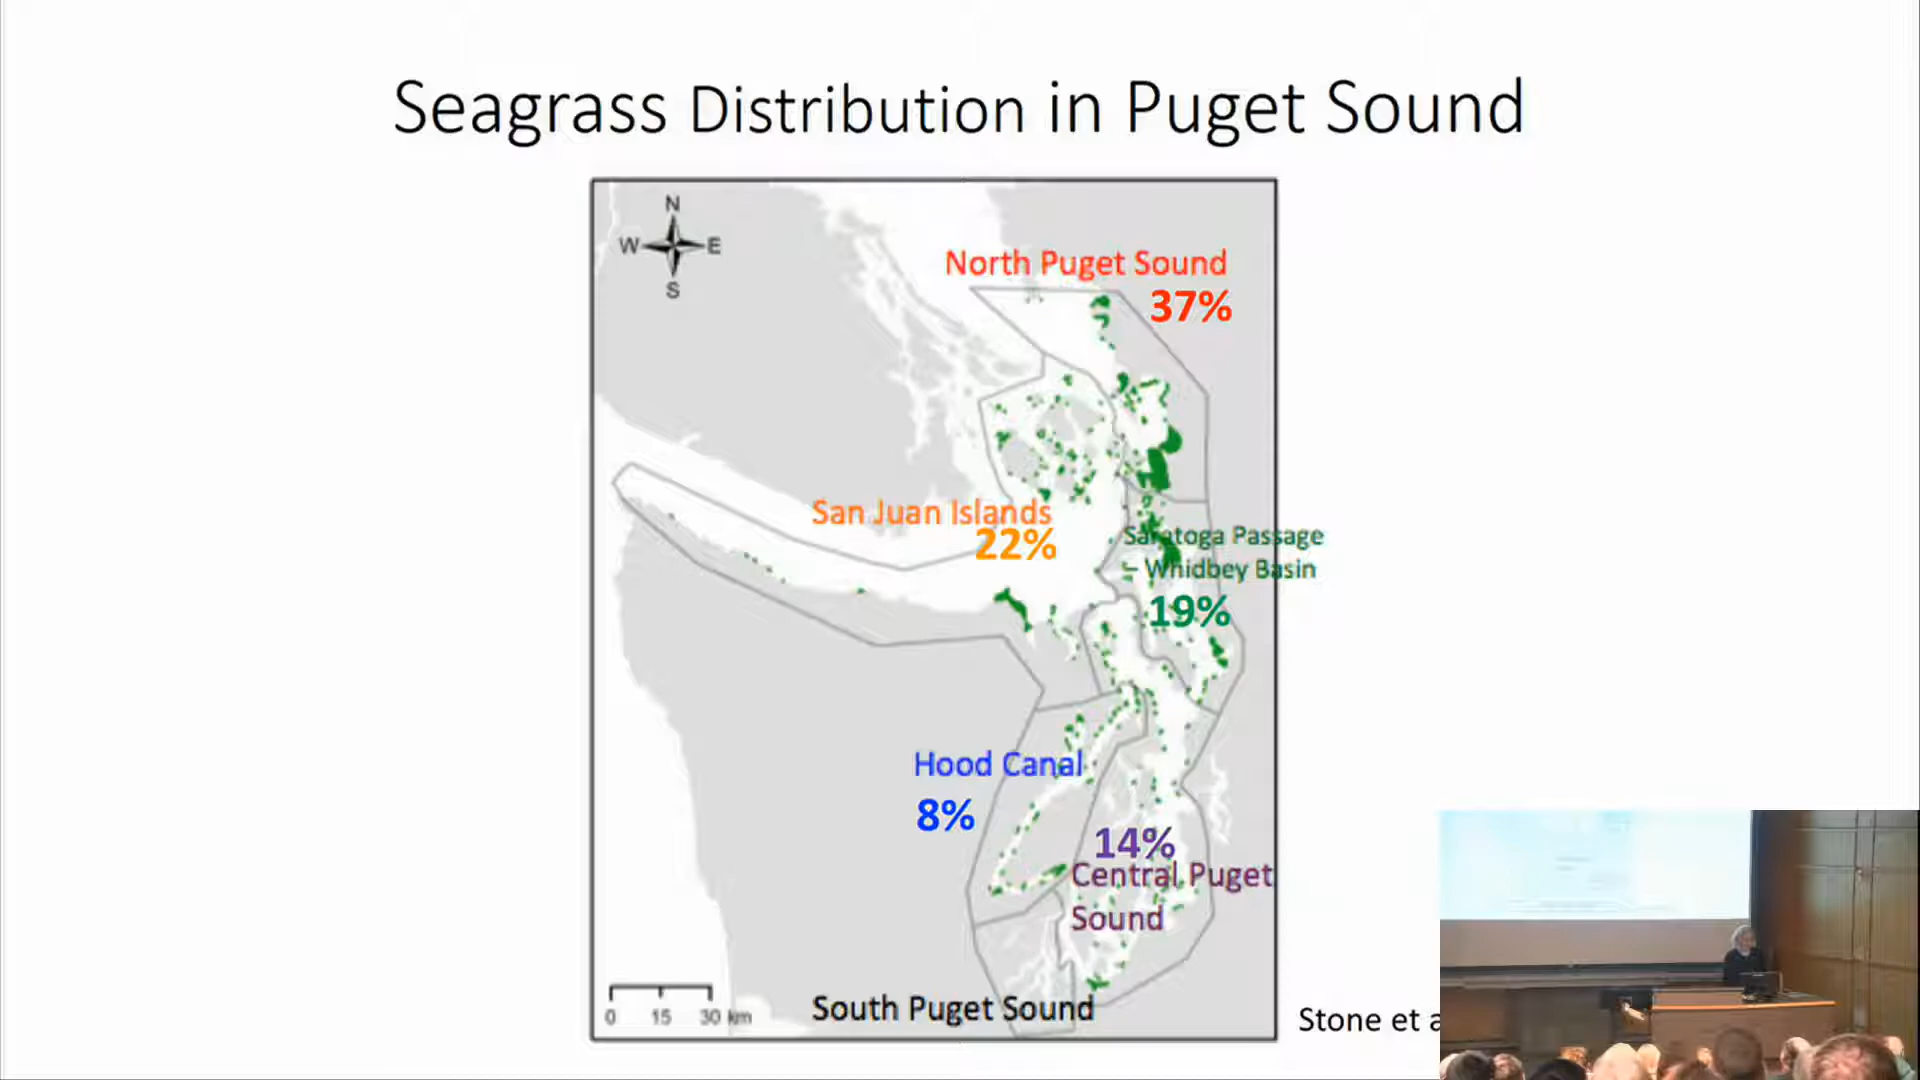 Seagrass Distribution in Puget Sound
N
W E
S
North Puget Sound
37%
San Juan Islands
22%
Saratoga Passage
- Whidbey Basin
19%
Hood Canal
8%
14%
Central Puget
Sound
South Puget Sound
0 15 30 km
Stone et a